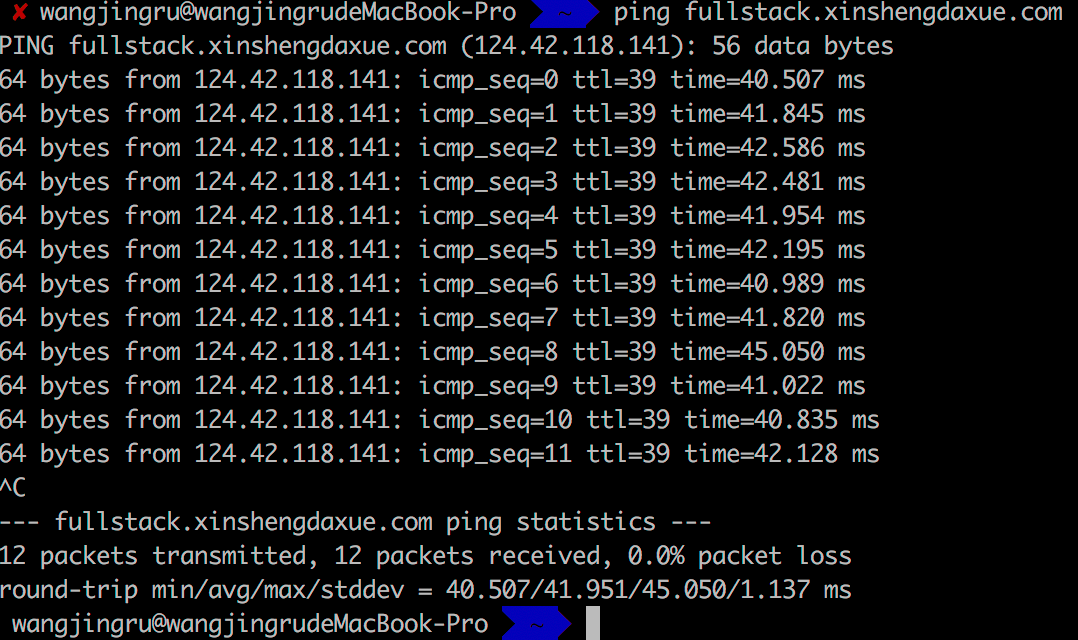 ✘ wangjingru@wangjingrudeMacBook-Pro ~ ping fullstack.xinshengdaxue.com
PING fullstack.xinshengdaxue.com (124.42.118.141): 56 data bytes
64 bytes from 124.42.118.141: icmp_seq=0 ttl=39 time=40.507 ms
64 bytes from 124.42.118.141: icmp_seq=1 ttl=39 time=41.845 ms
64 bytes from 124.42.118.141: icmp_seq=2 ttl=39 time=42.586 ms
64 bytes from 124.42.118.141: icmp_seq=3 ttl=39 time=42.481 ms
64 bytes from 124.42.118.141: icmp_seq=4 ttl=39 time=41.954 ms
64 bytes from 124.42.118.141: icmp_seq=5 ttl=39 time=42.195 ms
64 bytes from 124.42.118.141: icmp_seq=6 ttl=39 time=40.989 ms
64 bytes from 124.42.118.141: icmp_seq=7 ttl=39 time=41.820 ms
64 bytes from 124.42.118.141: icmp_seq=8 ttl=39 time=45.050 ms
64 bytes from 124.42.118.141: icmp_seq=9 ttl=39 time=41.022 ms
64 bytes from 124.42.118.141: icmp_seq=10 ttl=39 time=40.835 ms
64 bytes from 124.42.118.141: icmp_seq=11 ttl=39 time=42.128 ms
^C
--- fullstack.xinshengdaxue.com ping statistics ---
12 packets transmitted, 12 packets received, 0.0% packet loss
round-trip min/avg/max/stddev = 40.507/41.951/45.050/1.137 ms
wangjingru@wangjingrudeMacBook-Pro ~